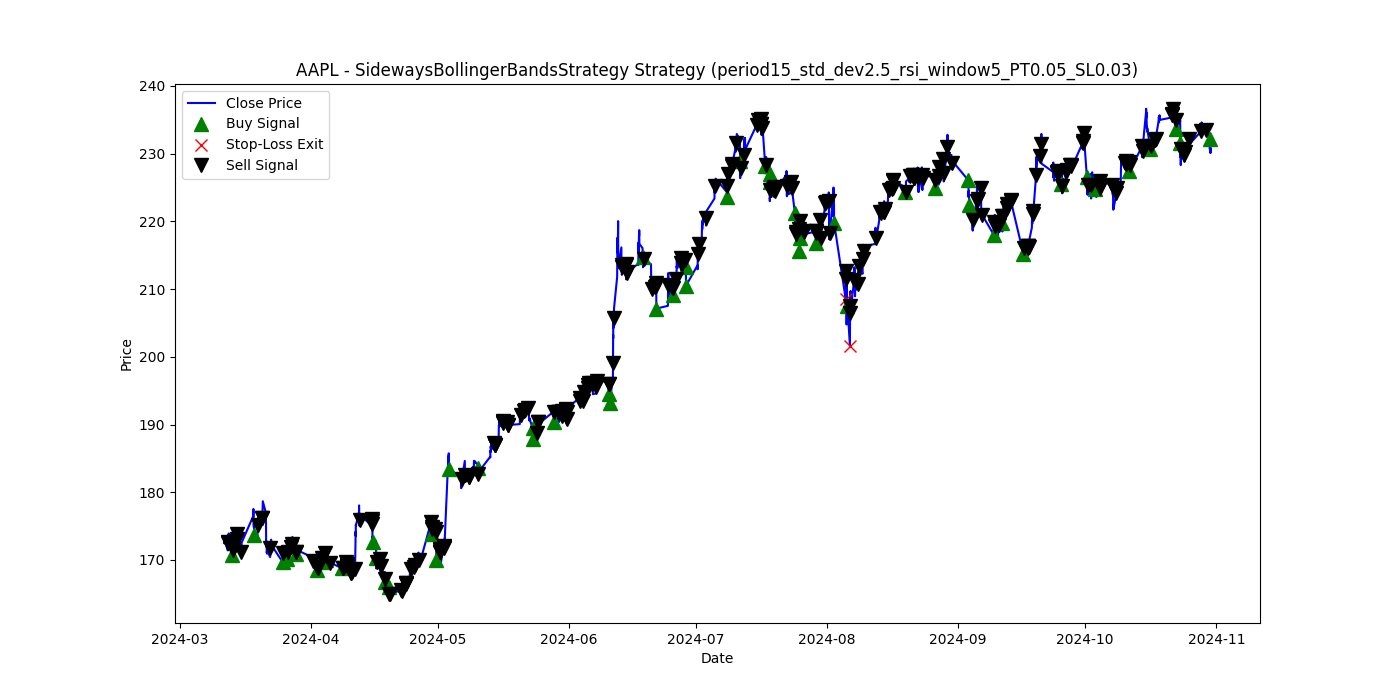 AAPL - SidewaysBollingerBandsStrategy Strategy (period15_std_dev2.5_rsi_window5_PT0.05_SL0.03)
240
230
220
210
200
190
180
170
Price
Close Price
Buy Signal
Stop-Loss Exit
Sell Signal
2024-03 2024-04 2024-05 2024-06 2024-07 2024-08 2024-09 2024-10 2024-11
Date